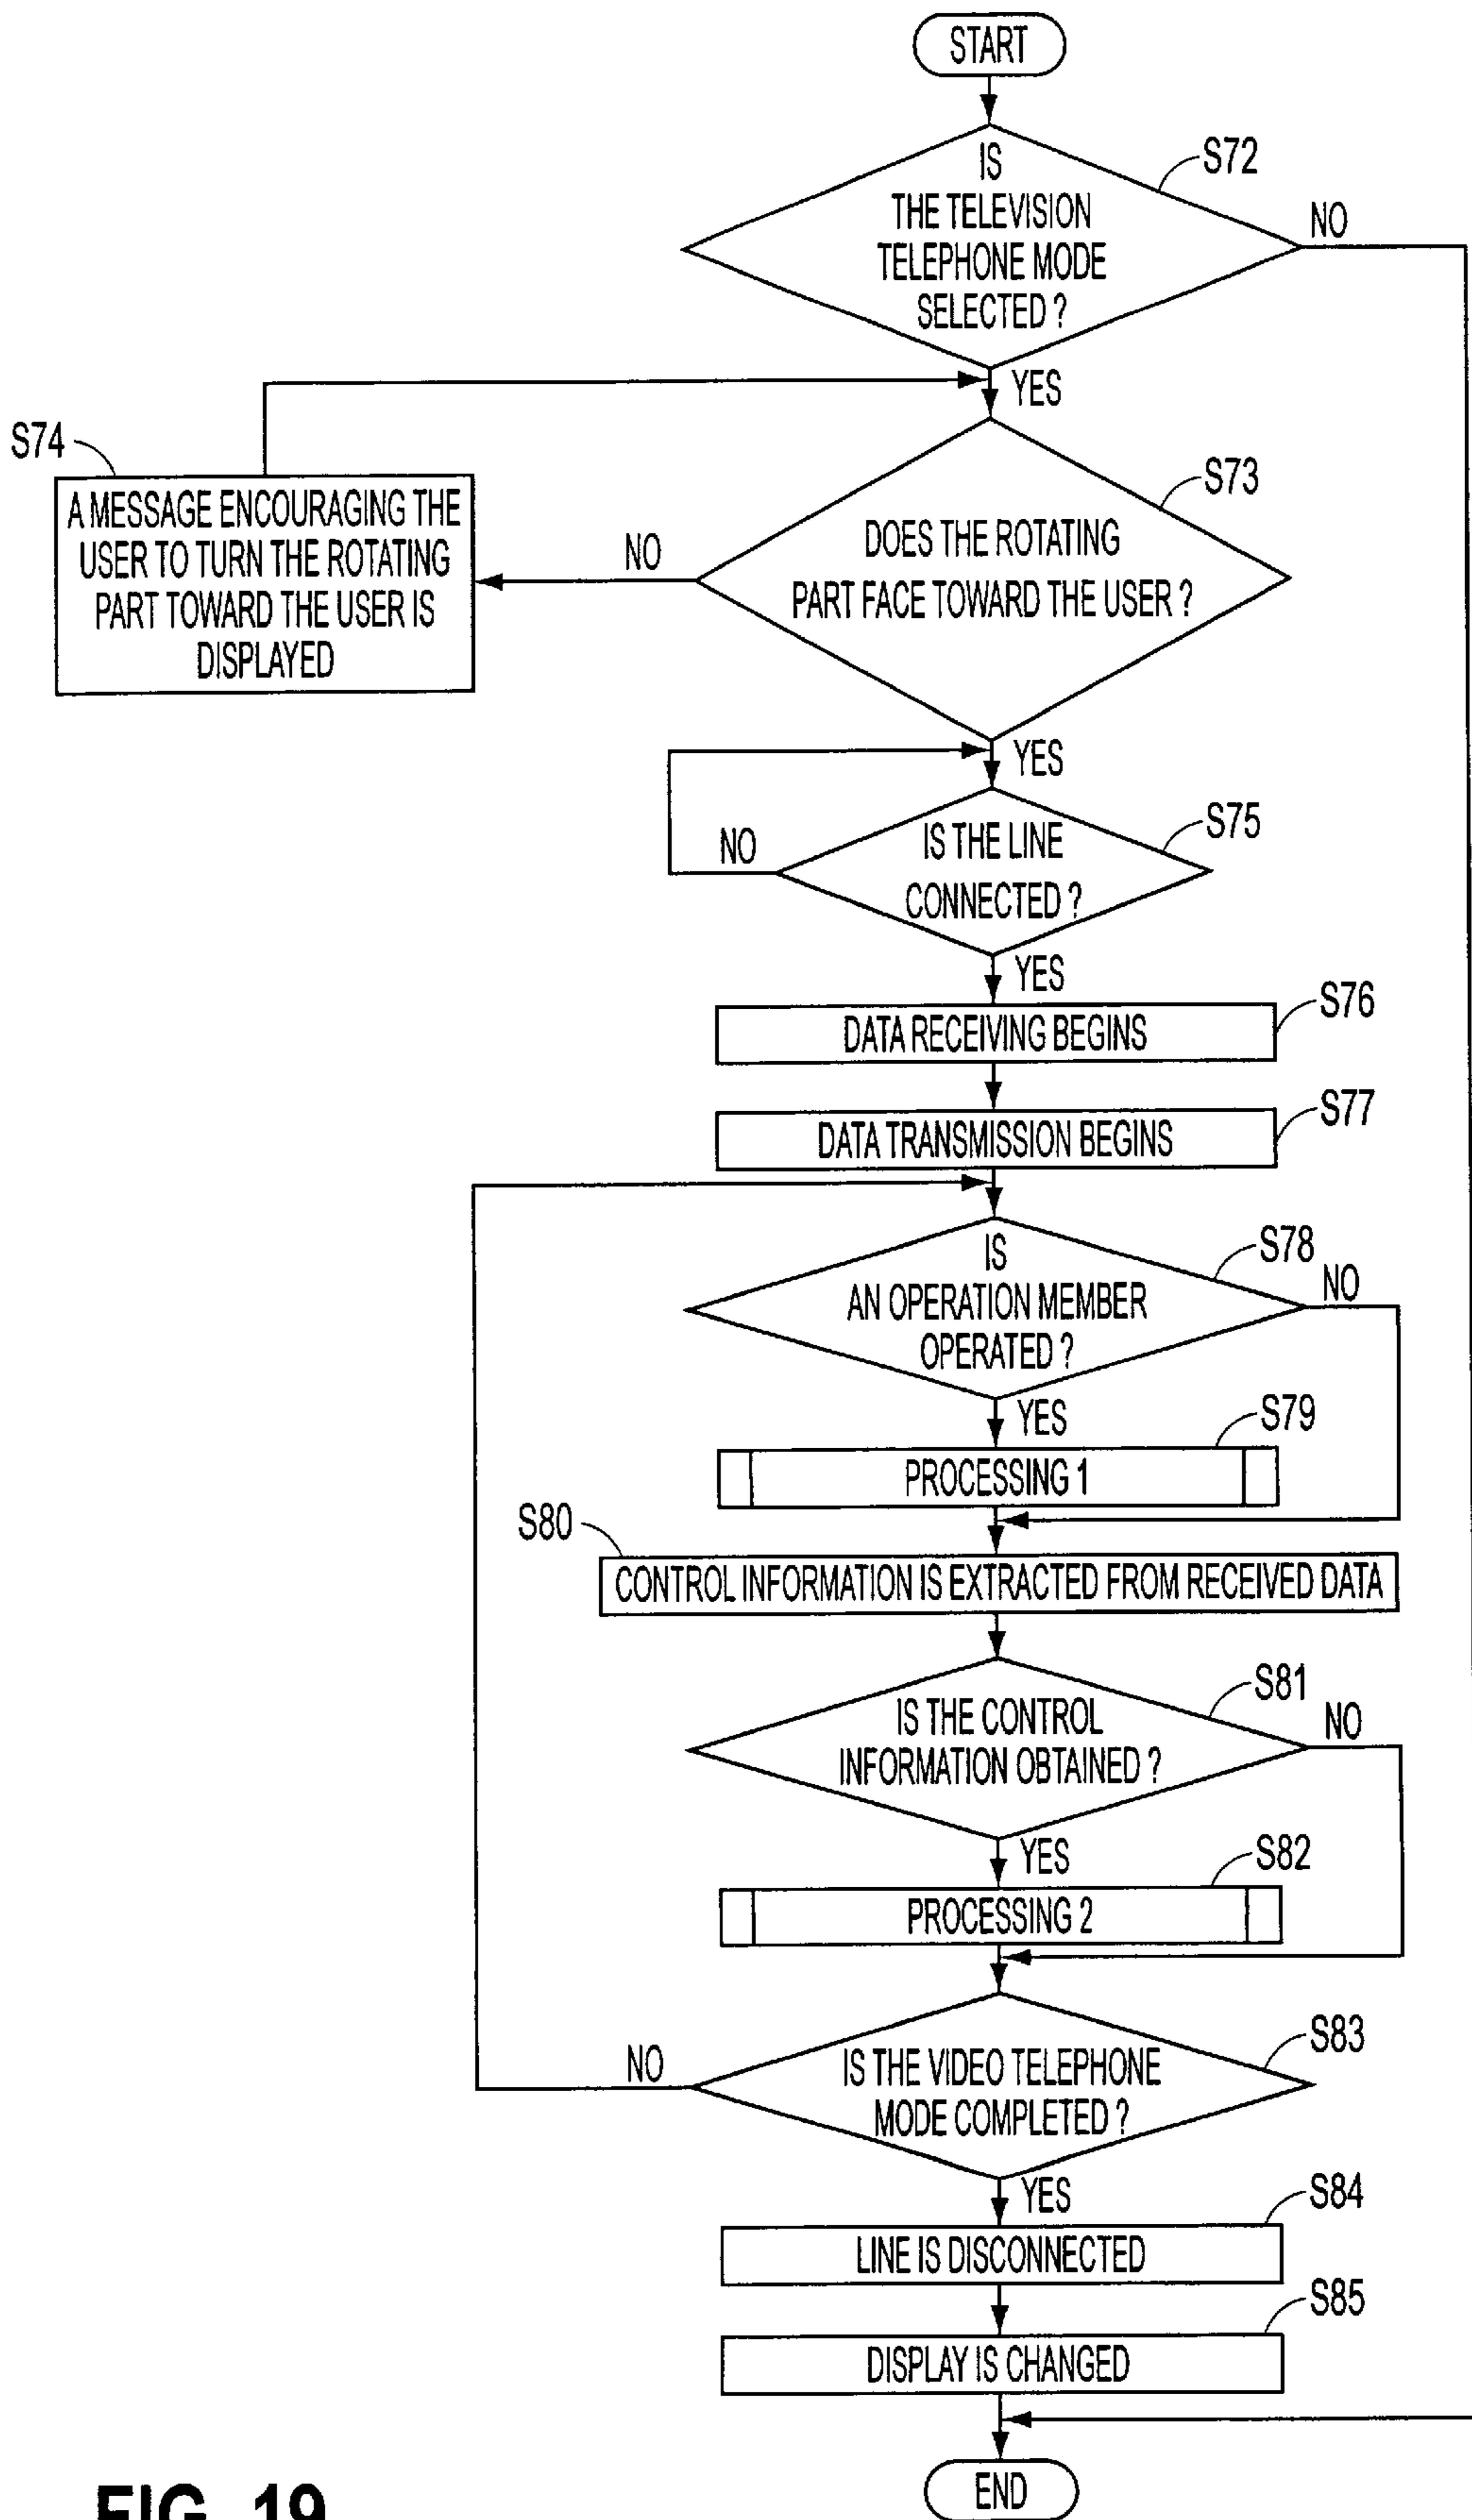 START
S72
IS
THE TELEVISION
TELEPHONE MODE
SELECTED ?
NO
YES
S74
A MESSAGE ENCOURAGING THE
USER TO TURN THE ROTATING
PART TOWARD THE USER IS
DISPLAYED
NO
S73
DOES THE ROTATING
PART FACE TOWARD THE USER ?
YES
NO
S75
IS THE LINE
CONNECTED ?
YES
S76
DATA RECEIVING BEGINS
S77
DATA TRANSMISSION BEGINS
S78
IS
AN OPERATION MEMBER
OPERATED ?
NO
YES
S79
PROCESSING 1
S80
CONTROL INFORMATION IS EXTRACTED FROM RECEIVED DATA
S81
IS THE CONTROL
INFORMATION OBTAINED ?
NO
YES
S82
PROCESSING 2
S83
NO
IS THE VIDEO TELEPHONE
MODE COMPLETED ?
YES
S84
LINE IS DISCONNECTED
S85
DISPLAY IS CHANGED
END
FIG. 19